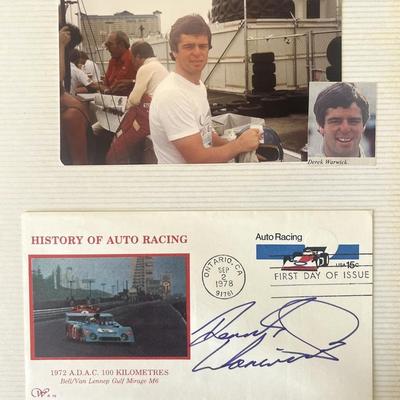 Derek Warwick
HISTORY OF AUTO RACING
1972 A.D.A.C. 100 KILOMETRES
Bell/Van Lennep Gulf Mirage M6
ONTARIO, CA
SEP
2
1978
91761
Auto Racing
USA 15c
FIRST DAY OF ISSUE
Derek
Warwick